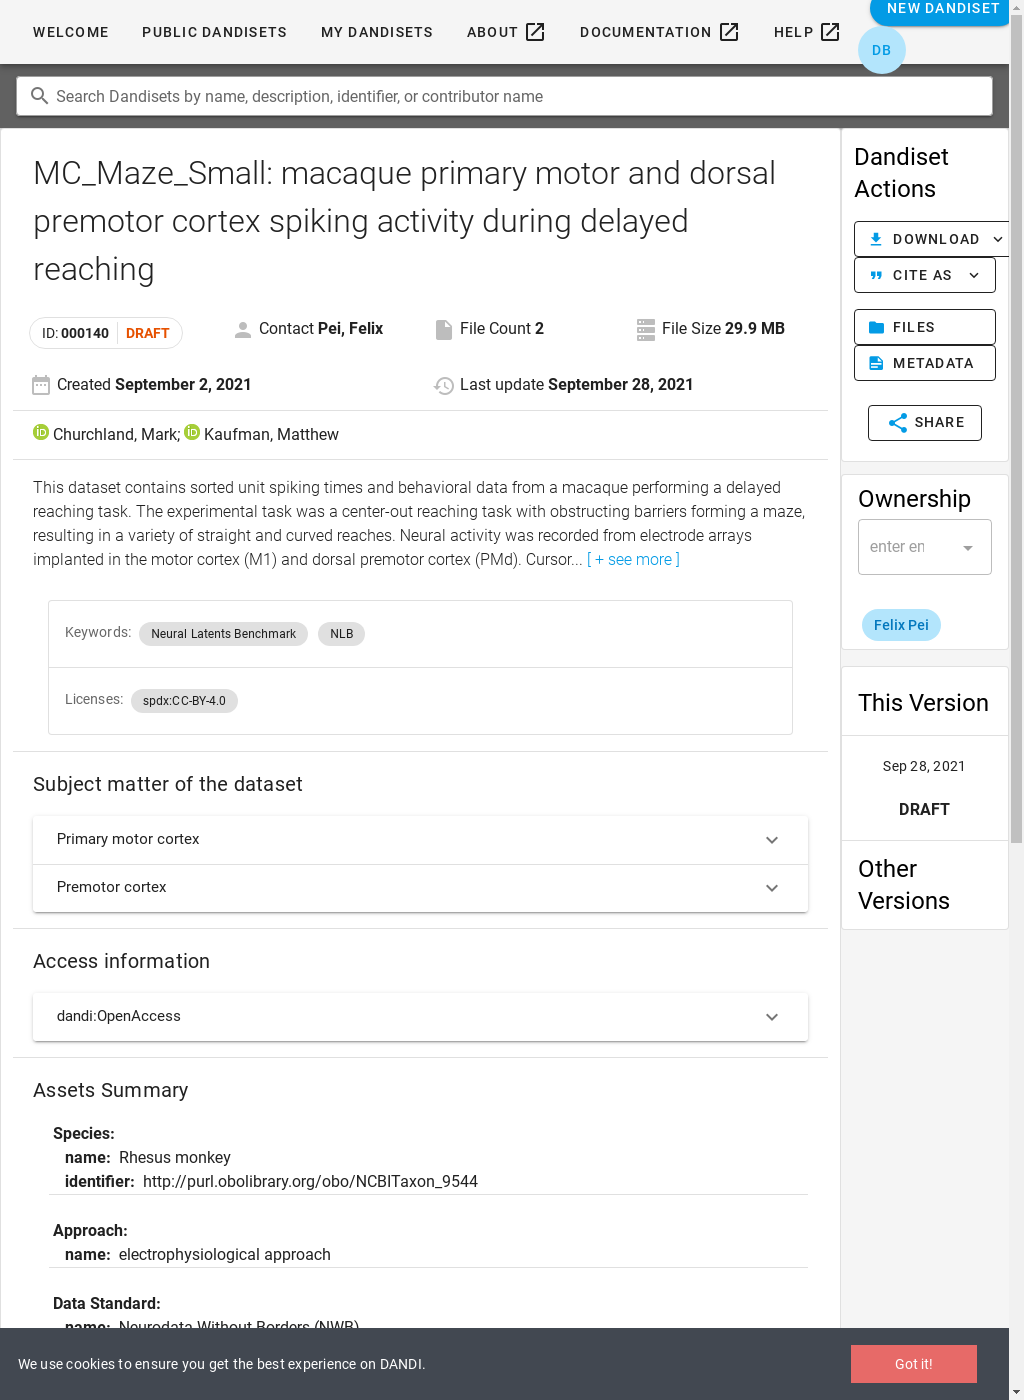 WELCOME PUBLIC DANDISETS MY DANDISETS ABOUT DOCUMENTATION HELP NEW DANDISET
DB
Search Dandisets by name, description, identifier, or contributor name
MC_Maze_Small: macaque primary motor and dorsal
premotor cortex spiking activity during delayed
reaching
ID: 000140 DRAFT Contact Pei, Felix File Count 2 File Size 29.9 MB
Created September 2, 2021 Last update September 28, 2021
Churchland, Mark; Kaufman, Matthew
This dataset contains sorted unit spiking times and behavioral data from a macaque performing a delayed
reaching task. The experimental task was a center-out reaching task with obstructing barriers forming a maze,
resulting in a variety of straight and curved reaches. Neural activity was recorded from electrode arrays
implanted in the motor cortex (M1) and dorsal premotor cortex (PMd). Cursor... [ + see more ]
Keywords: Neural Latents Benchmark NLB
Licenses: spdx:CC-BY-4.0
Subject matter of the dataset
Primary motor cortex
Premotor cortex
Access information
dandi:OpenAccess
Assets Summary
Species:
name: Rhesus monkey
identifier: http://purl.obolibrary.org/obo/NCBITaxon_9544
Approach:
name: electrophysiological approach
Data Standard:
name: Neurodata Without Borders (NWB)
Dandiset
Actions
DOWNLOAD
CITE AS
FILES
METADATA
SHARE
Ownership
enter en
Felix Pei
This Version
Sep 28, 2021
DRAFT
Other
Versions
We use cookies to ensure you get the best experience on DANDI.
Got it!